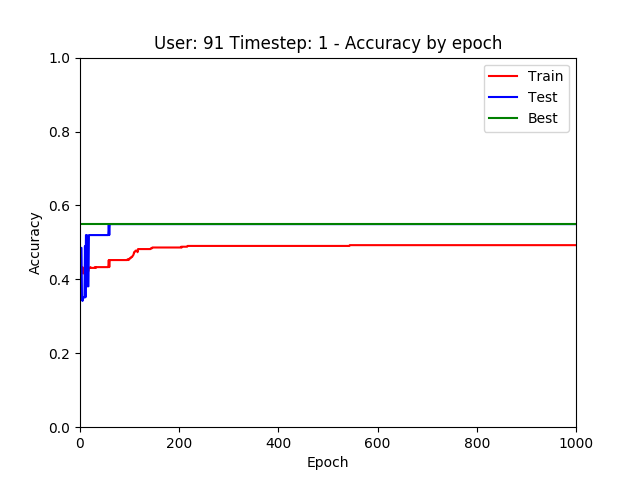 User: 91 Timestep: 1 - Accuracy by epoch
1.0
0.8
0.6
0.4
0.2
0.0
Accuracy
Train
Test
Best
0 200 400 600 800 1000
Epoch